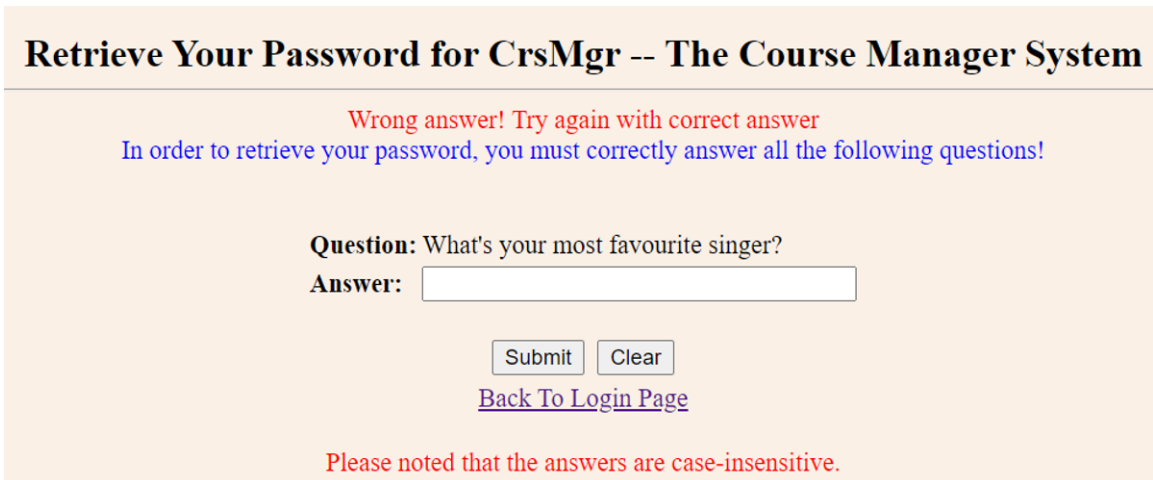 Retrieve Your Password for CrsMgr -- The Course Manager System
Wrong answer! Try again with correct answer
In order to retrieve your password, you must correctly answer all the following questions!
Question: What's your most favourite singer?
Answer:
Submit Clear
Back To Login Page
Please noted that the answers are case-insensitive.